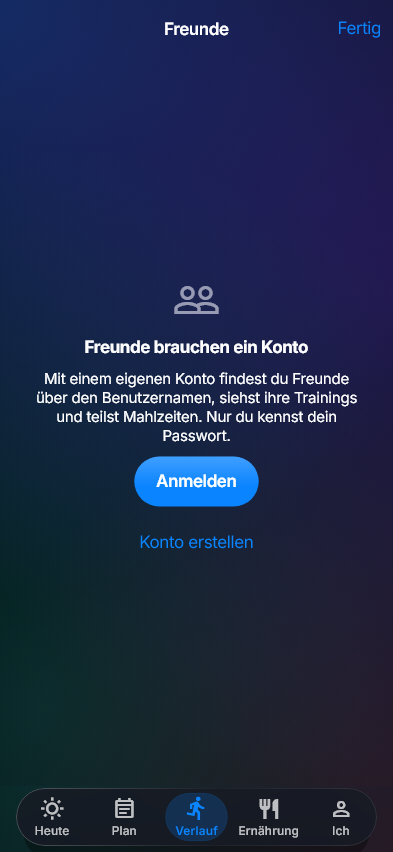 Freunde
Fertig
Freunde brauchen ein Konto
Mit einem eigenen Konto findest du Freunde
über den Benutzernamen, siehst ihre Trainings
und teilst Mahlzeiten. Nur du kennst dein
Passwort.
Anmelden
Konto erstellen
Heute
Plan
Verlauf
Ernährung
Ich